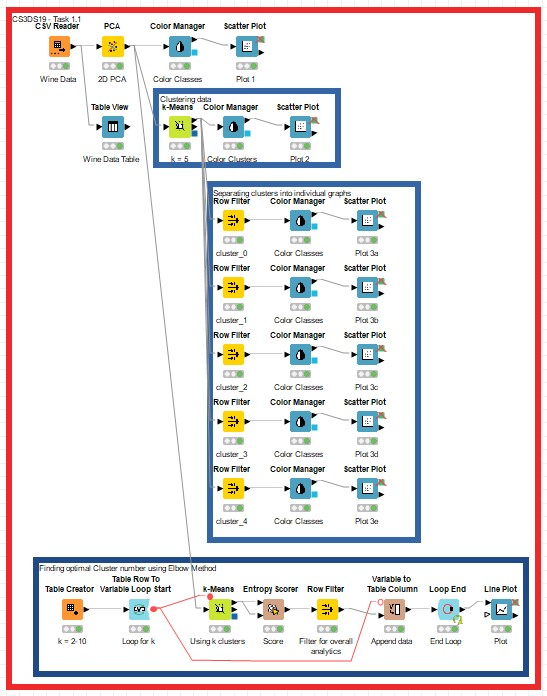 CS3DS19 - Task 1.1
CSV Reader PCA Color Manager Scatter Plot
Wine Data 2D PCA Color Classes Plot 1
Table View
Wine Data Table
Clustering data
k-Means Color Manager Scatter Plot
k = 5 Color Clusters Plot 2
Separating clusters into individual graphs
Row Filter Color Manager Scatter Plot
cluster_0 Color Classes Plot 3a
Row Filter Color Manager Scatter Plot
cluster_1 Color Classes Plot 3b
Row Filter Color Manager Scatter Plot
cluster_2 Color Classes Plot 3c
Row Filter Color Manager Scatter Plot
cluster_3 Color Classes Plot 3d
Row Filter Color Manager Scatter Plot
cluster_4 Color Classes Plot 3e
Finding optimal Cluster number using Elbow Method
Table Row To Variable to
Table Creator Variable Loop Start k-Means Entropy Scorer Row Filter Table Column Loop End Line Plot
k = 2-10 Loop for k Using k clusters Score Filter for overall Append data End Loop Plot
analytics